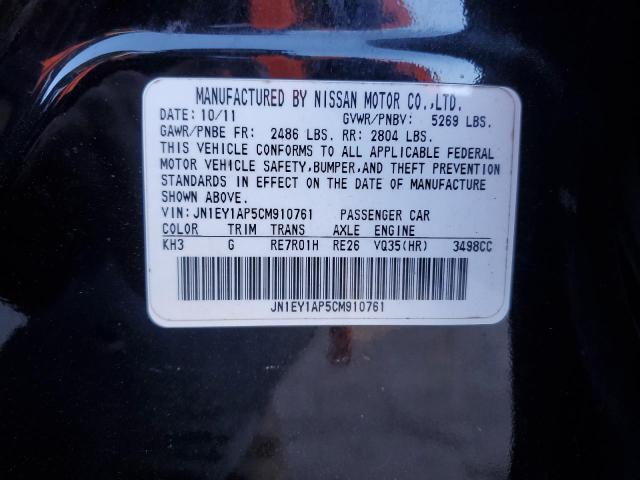 MANUFACTURED BY NISSAN MOTOR CO.,LTD.
DATE: 10/11 GVWR/PNBV: 5269 LBS.
GAWR/PNBE FR: 2486 LBS. RR: 2804 LBS.
THIS VEHICLE CONFORMS TO ALL APPLICABLE FEDERAL
MOTOR VEHICLE SAFETY,BUMPER,AND THEFT PREVENTION
STANDARDS IN EFFECT ON THE DATE OF MANUFACTURE
SHOWN ABOVE.
VIN: JN1EY1AP5CM910761 PASSENGER CAR
COLOR TRIM TRANS AXLE ENGINE
KH3 G RE7R01H RE26 VQ35(HR) 3498CC
JN1EY1AP5CM910761